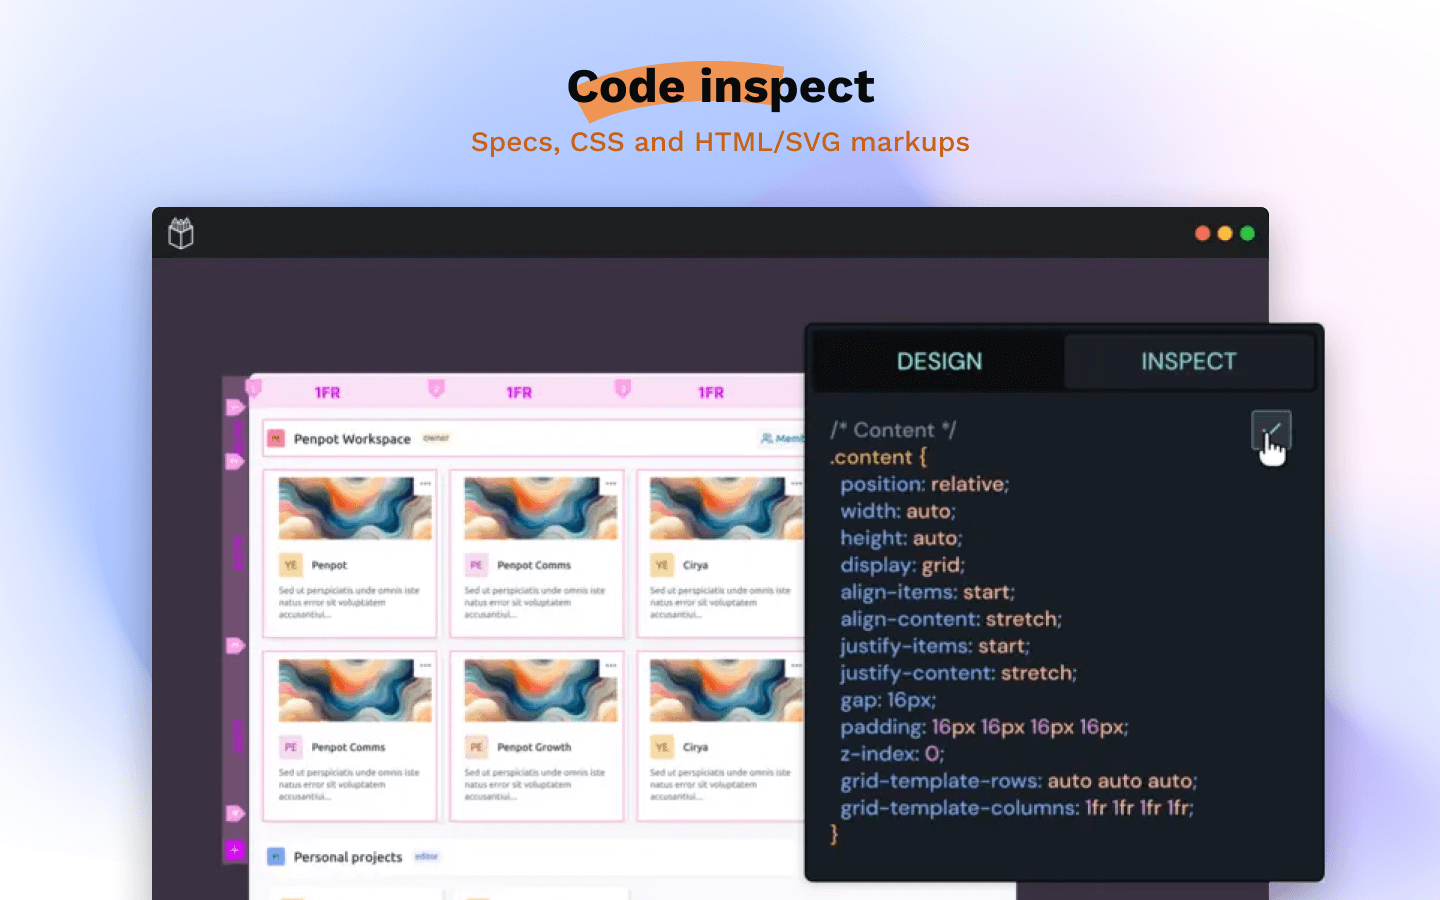 Code inspect
Specs, CSS and HTML/SVG markups
DESIGN
INSPECT
1FR
1FR
1FR
Penpot Workspace
owner
Penpot
Sed ut perspiciatis unde omnis iste
natus error sit voluptatem
accusantiui...
PE
Penpot Comms
Sed ut perspiciatis unde omnis iste
natus error sit voluptatem
accusantiui...
YE
Cirya
Sed ut perspiciatis unde omnis iste
natus error sit voluptatem
accusantiui...
YE
PE
Penpot Comms
Sed ut perspiciatis unde omnis iste
natus error sit voluptatem
accusantiui...
PE
Penpot Growth
Sed ut perspiciatis unde omnis iste
natus error sit voluptatem
accusantiui...
YE
Cirya
Sed ut perspiciatis unde omnis iste
natus error sit voluptatem
accusantiui...
Personal projects
editor
/* Content */
.content {
position: relative;
width: auto;
height: auto;
display: grid;
align-items: start;
align-content: stretch;
justify-items: start;
justify-content: stretch;
gap: 16px;
padding: 16px 16px 16px 16px;
z-index: 0;
grid-template-rows: auto auto auto;
grid-template-columns: 1fr 1fr 1fr 1fr;
}